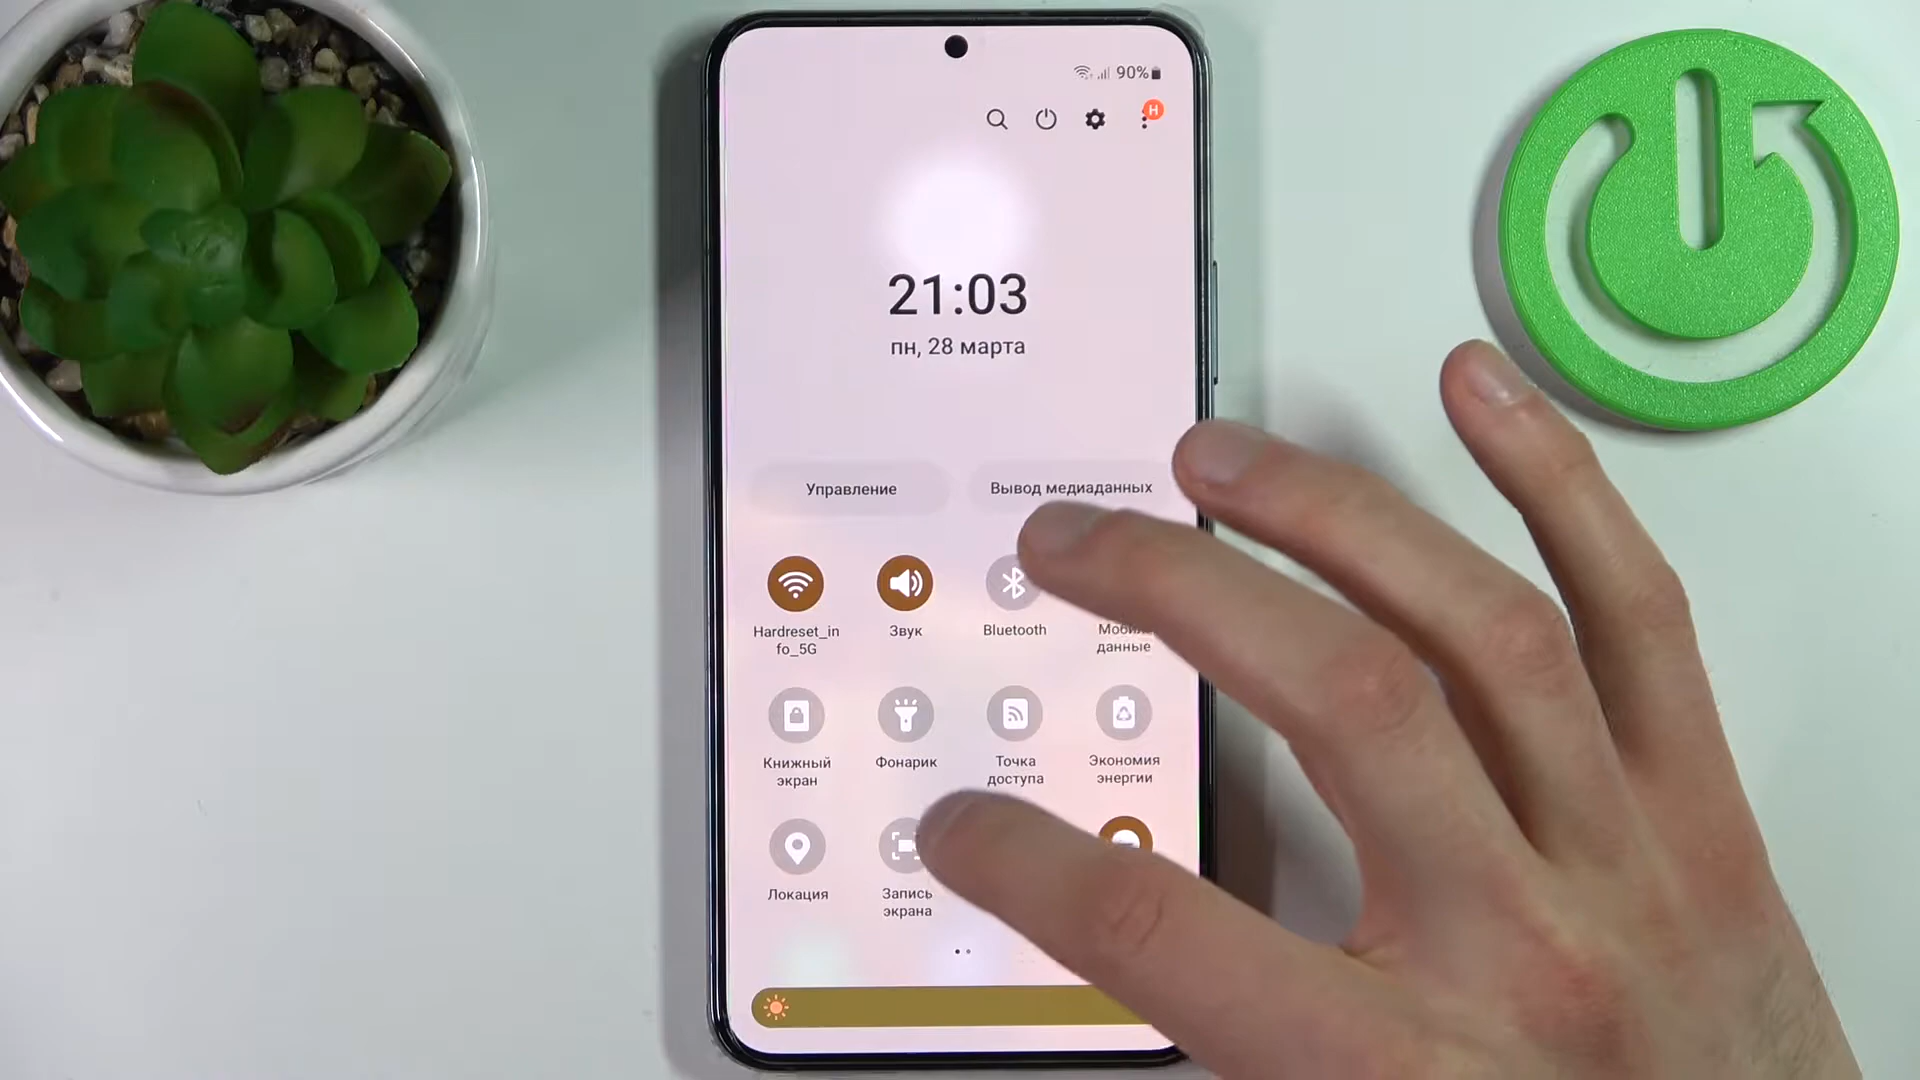 90%
H
21:03
пн, 28 марта
Управление
Вывод медиаданных
Hardreset_in
fo_5G
Звук
Bluetooth
данные
Книжный
экран
Фонарик
Точка
доступа
Экономия
энергии
Локация
Запись
экрана